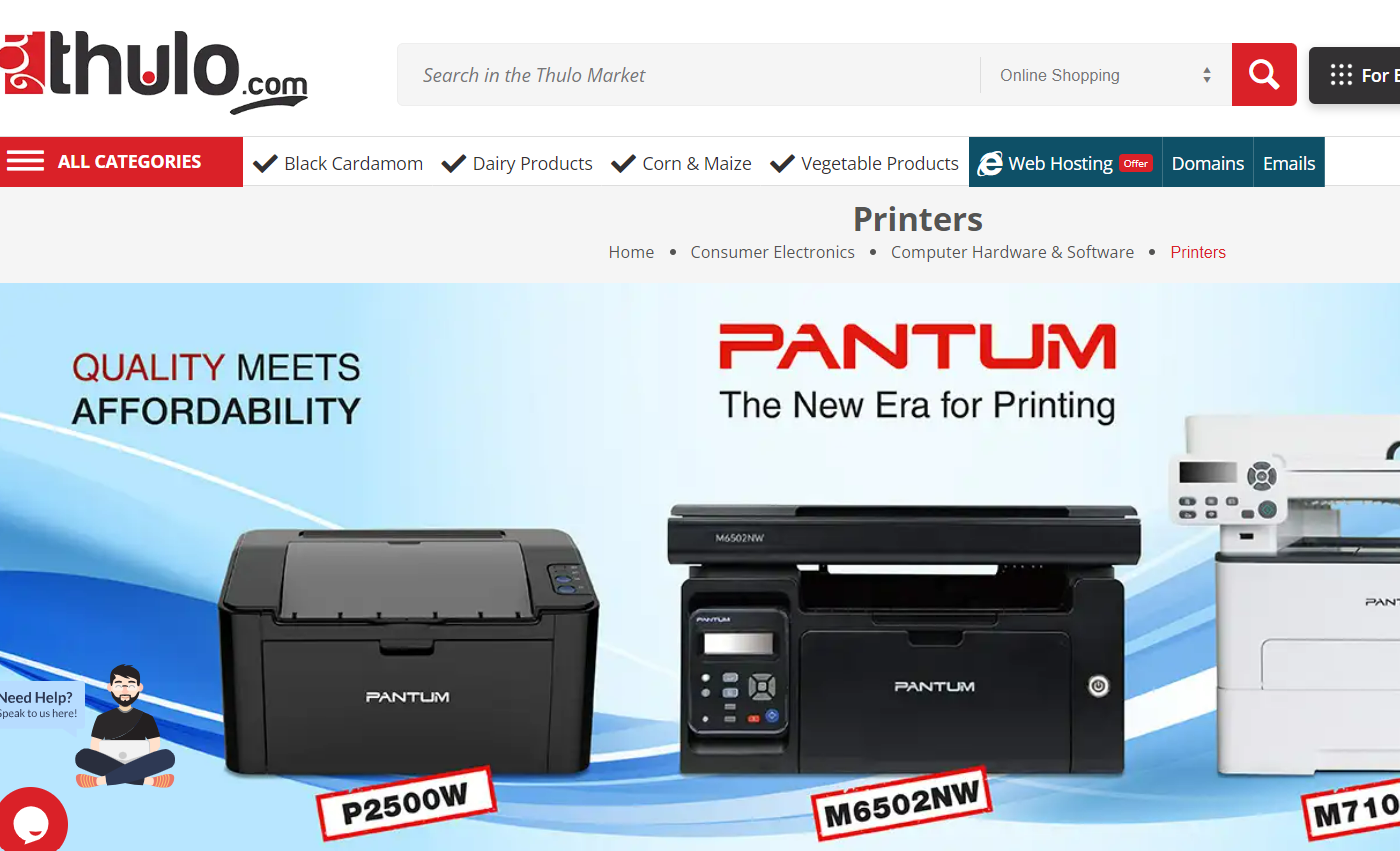 thulo.com
Search in the Thulo Market
Online Shopping
For
ALL CATEGORIES
Black Cardamom
Dairy Products
Corn & Maize
Vegetable Products
Web Hosting Offer
Domains
Emails
Printers
Home • Consumer Electronics • Computer Hardware & Software • Printers
QUALITY MEETS
AFFORDABILITY
PANTUM
The New Era for Printing
M6502NW
PANTUM
PANTUM
PANTUM
Need Help?
Speak to us here!
P2500W
M6502NW
M710